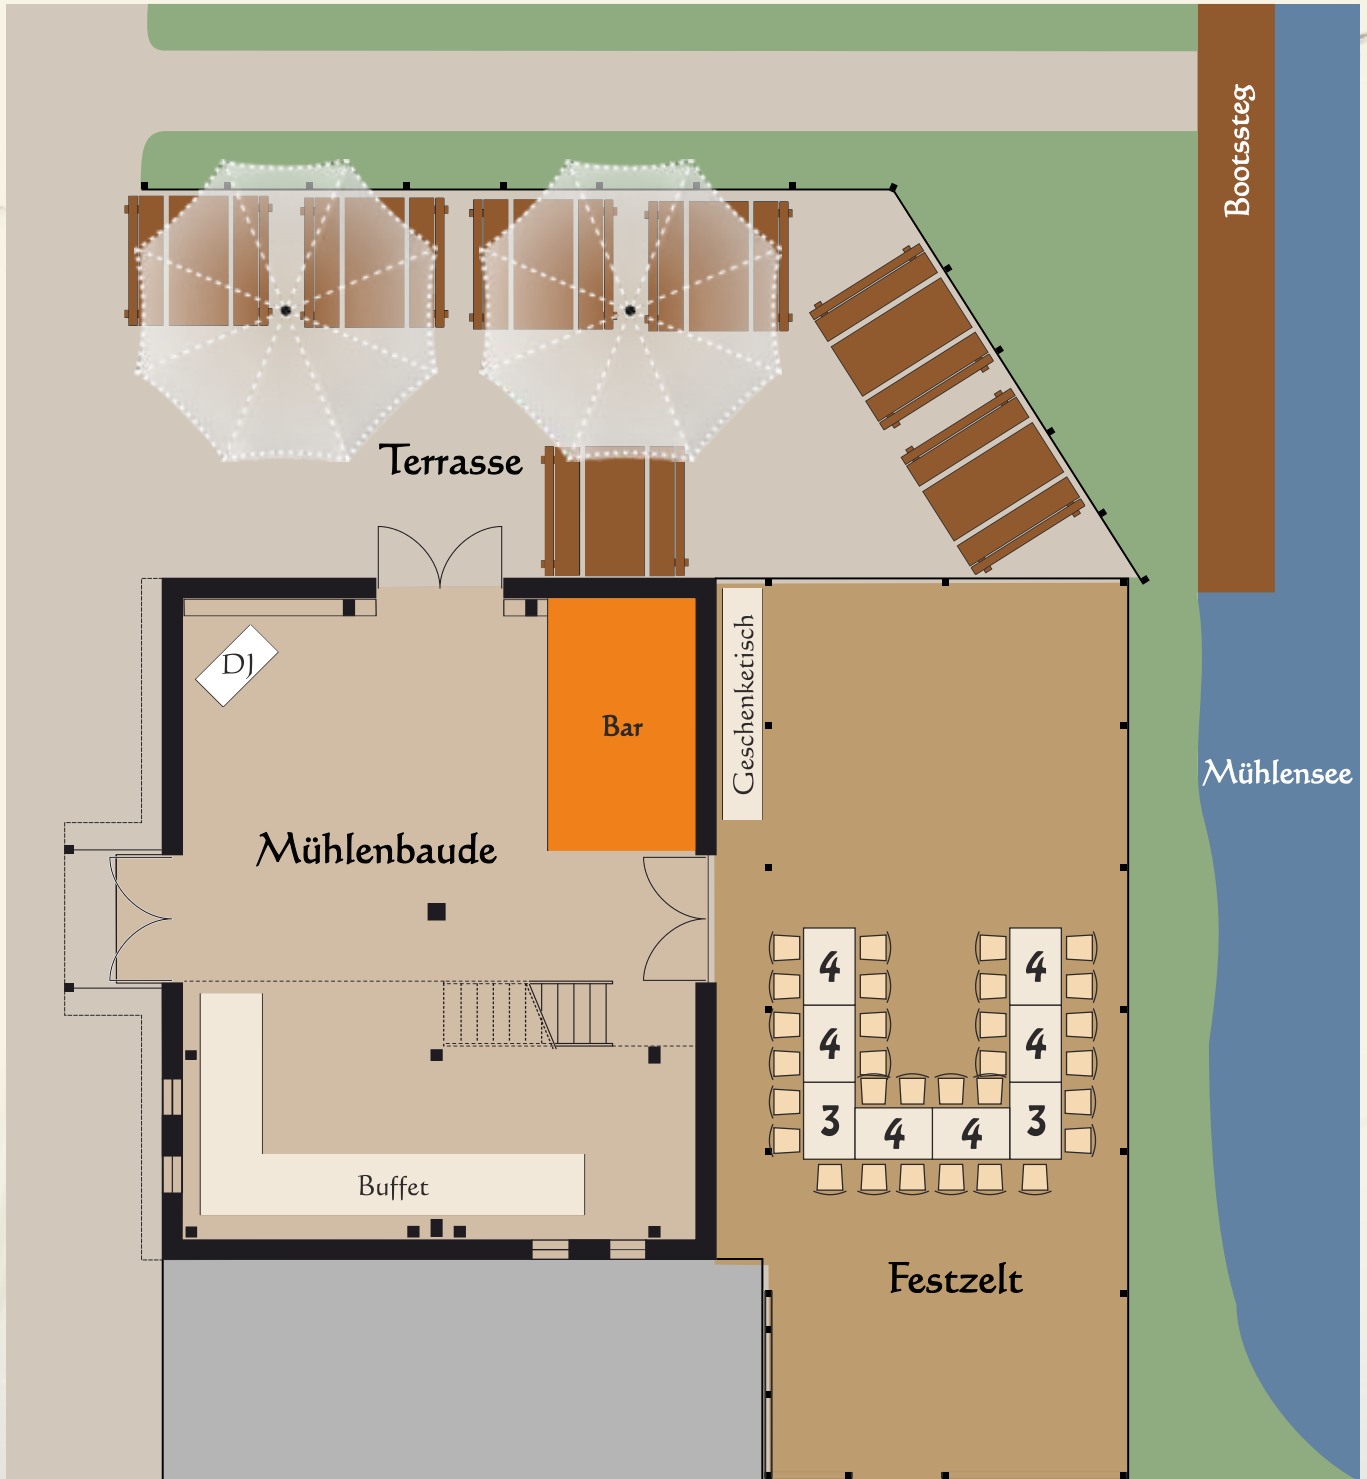 Bootssteg
Terrasse
DJ
Bar
Geschenketisch
Mühlensee
Mühlenbaude
4 4
4 4
3 4 4 3
Buffet
Festzelt